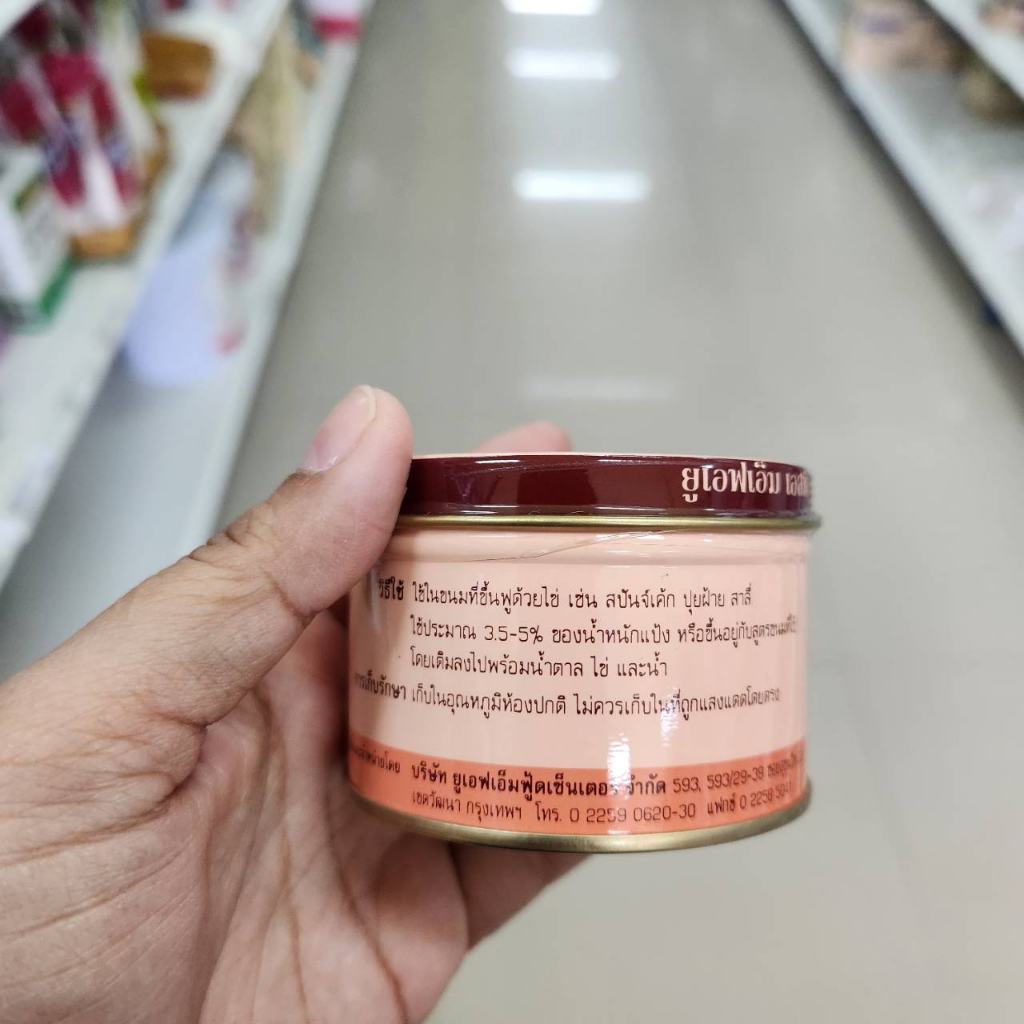 ยูเอฟเอ็ม
วิธีใช้ ใช้ในขนมที่ขึ้นฟูด้วยไข่ เช่น สปันจ์เค้ก ปุยฝ้าย สาลี่
ใช้ประมาณ 3.5-5% ของน้ำหนักแป้ง หรือขึ้นอยู่กับสูตรขนมที่ใช้
โดยเติมลงไปพร้อมน้ำตาล ไข่ และน้ำ
การเก็บรักษา เก็บในอุณหภูมิห้องปกติ ไม่ควรเก็บในที่ถูกแสงแดดโดยตรง
บริษัท ยูเอฟเอ็มฟู้ดเซ็นเตอร์ จำกัด 593, 593/29-39
เขตวัฒนา กรุงเทพฯ โทร. 0 2259 0620-30 แฟกซ์ 0 2258